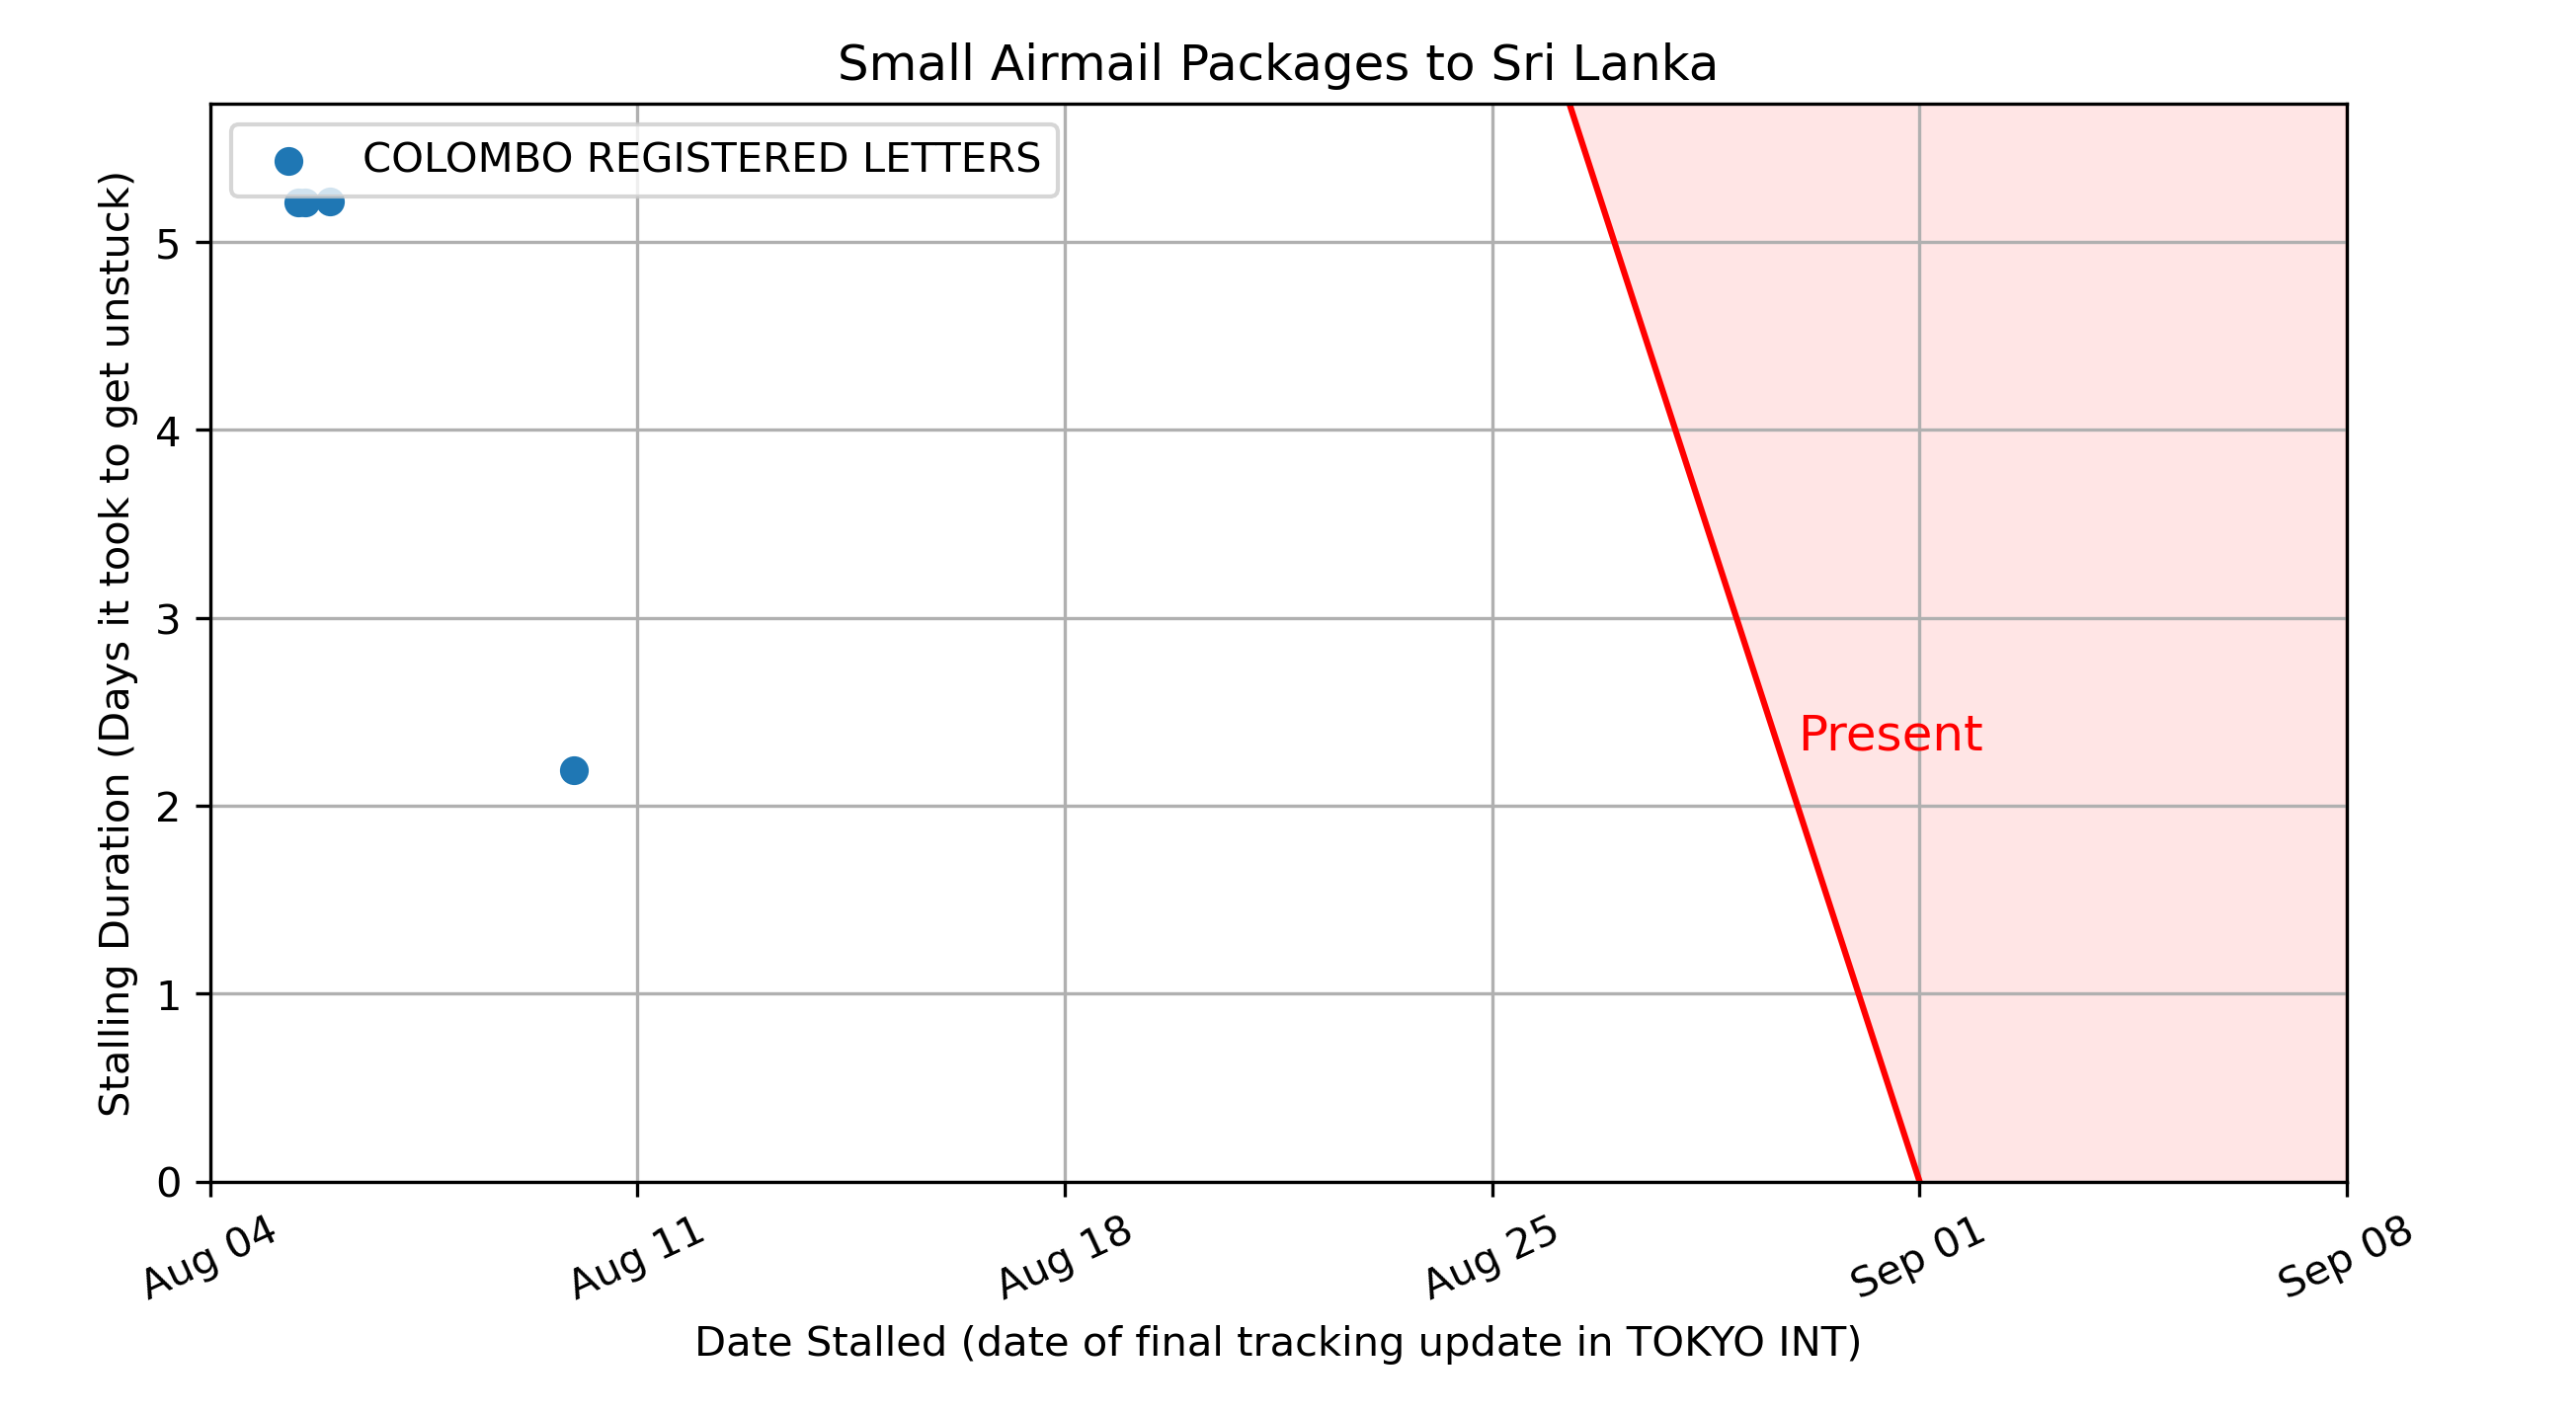 Small Airmail Packages to Sri Lanka
COLOMBO REGISTERED LETTERS
Stalling Duration (Days it took to get unstuck)
5
4
3
2
1
0
Present
Aug 04
Aug 11
Aug 18
Aug 25
Sep 01
Sep 08
Date Stalled (date of final tracking update in TOKYO INT)